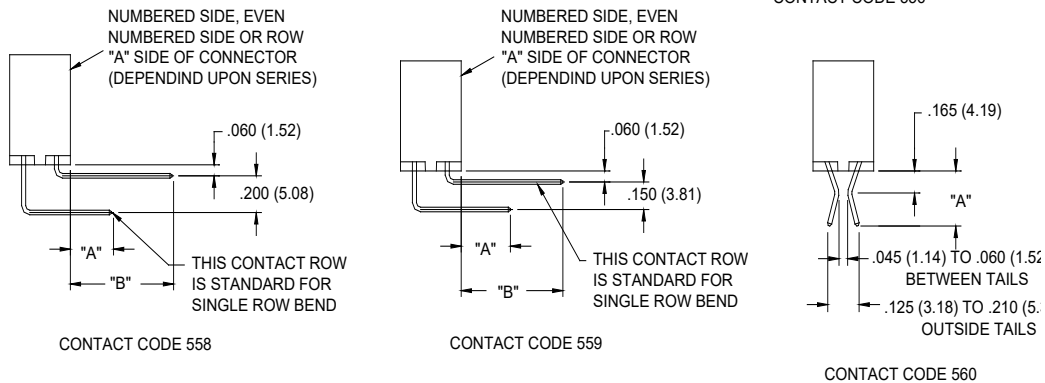 NUMBERED SIDE, EVEN
NUMBERED SIDE OR ROW
"A" SIDE OF CONNECTOR
(DEPENDIND UPON SERIES)
.060 (1.52)
.200 (5.08)
"A"
"B"
THIS CONTACT ROW
IS STANDARD FOR
SINGLE ROW BEND
CONTACT CODE 558
NUMBERED SIDE, EVEN
NUMBERED SIDE OR ROW
"A" SIDE OF CONNECTOR
(DEPENDIND UPON SERIES)
.060 (1.52)
.150 (3.81)
"A"
"B"
THIS CONTACT ROW
IS STANDARD FOR
SINGLE ROW BEND
CONTACT CODE 559
.165 (4.19)
"A"
.045 (1.14) TO .060 (1.52
BETWEEN TAILS
.125 (3.18) TO .210 (5.
OUTSIDE TAILS
CONTACT CODE 560